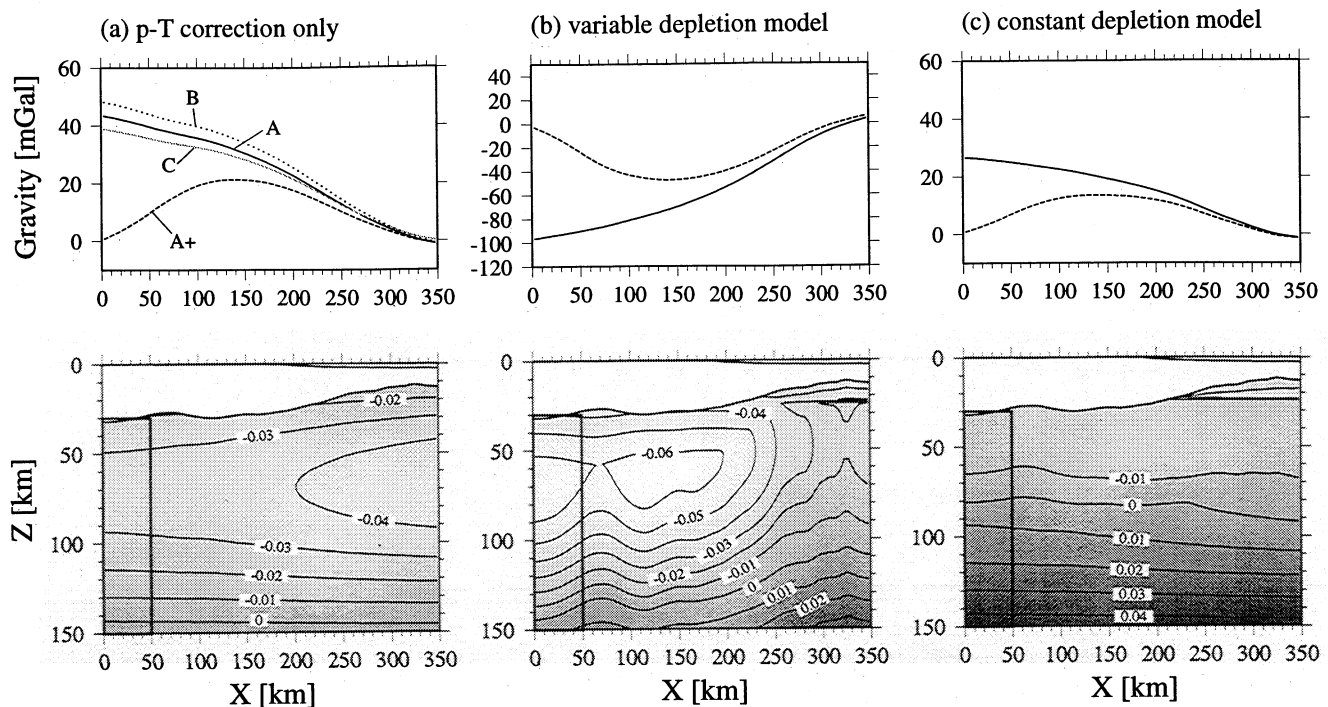 (a) p-T correction only (b) variable depletion model (c) constant depletion model
Gravity [mGal]
60 40 20 0
B
A
C
A+
40 20 0 -20 -40 -60 -80 -100 -120
60 40 20 0
0 50 100 150 200 250 300 350
0 50 100 150 200 250 300 350
0 50 100 150 200 250 300 350
Z [km]
0 50 100 150
-0.02
-0.03
-0.04
-0.03
-0.02
-0.01
0
0 50 100 150
-0.04
-0.06
-0.05
-0.03
-0.02
-0.01
0
0.01
0.02
0 50 100 150
-0.01
0
0.01
0.02
0.03
0.04
0 50 100 150 200 250 300 350
0 50 100 150 200 250 300 350
0 50 100 150 200 250 300 350
X [km] X [km] X [km]